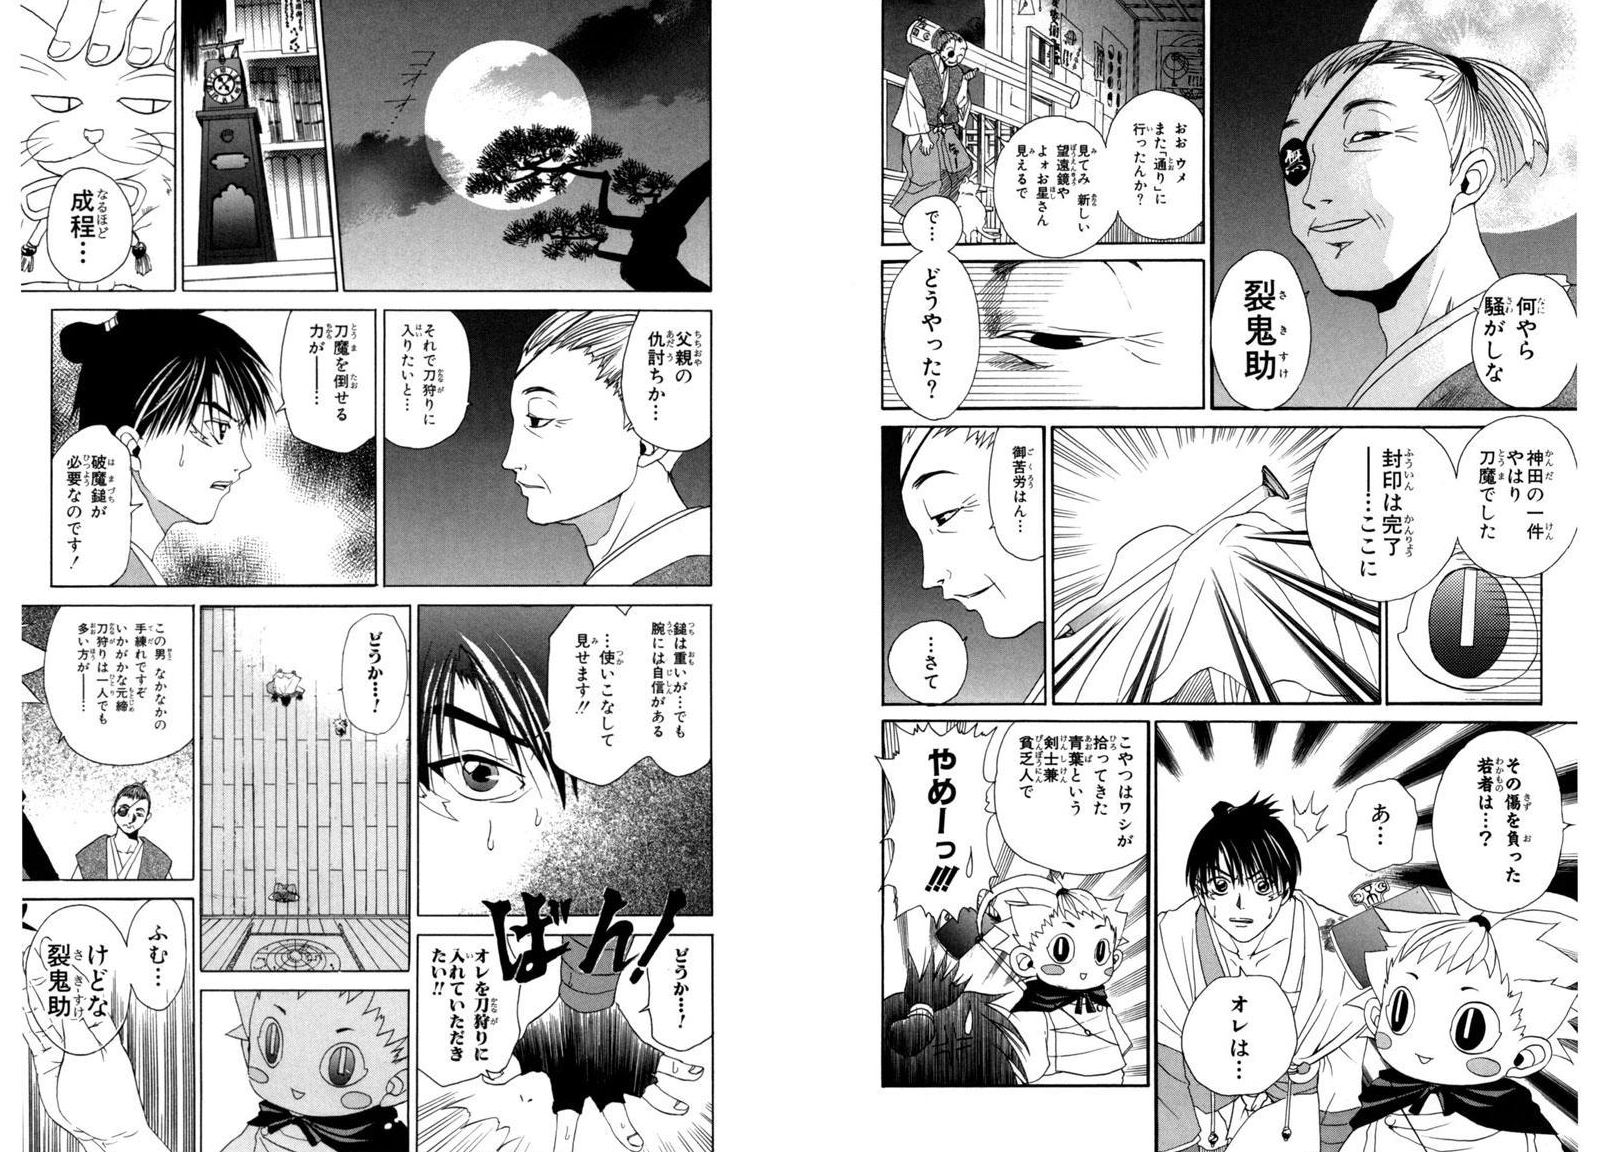 何やら
騒がしな
裂鬼助
おお ウメ
また「通り」に
行ったんか？
見てみ 新しい
望遠鏡や
よォお星さん
見えるで
で…
どうやった？
神田の一件
やはり
刀魔でした
封印は完了
――…ここに
御苦労はん…
…さて
その傷を負った
若者は…？
あ…
オレは…
こやつはワシが
拾ってきた
青葉という
剣士兼
貧乏人で
やめーっ!!!
コオオ
成程…
父親の
仇討ちか…
それで刀狩りに
入りたいと…
刀魔を倒せる
力が――
破魔鎚が
必要なのです！
鎚は重いが…でも
腕には自信がある
…使いこなして
見せます!!
どうか…！
オレを刀狩りに
入れていただき
たい!!
ばん！
どうか…！
この男 なかなかの
手練れですぞ
いかがかな元締
刀狩りは一人でも
多い方が――
ふむ…
けどな
裂鬼助